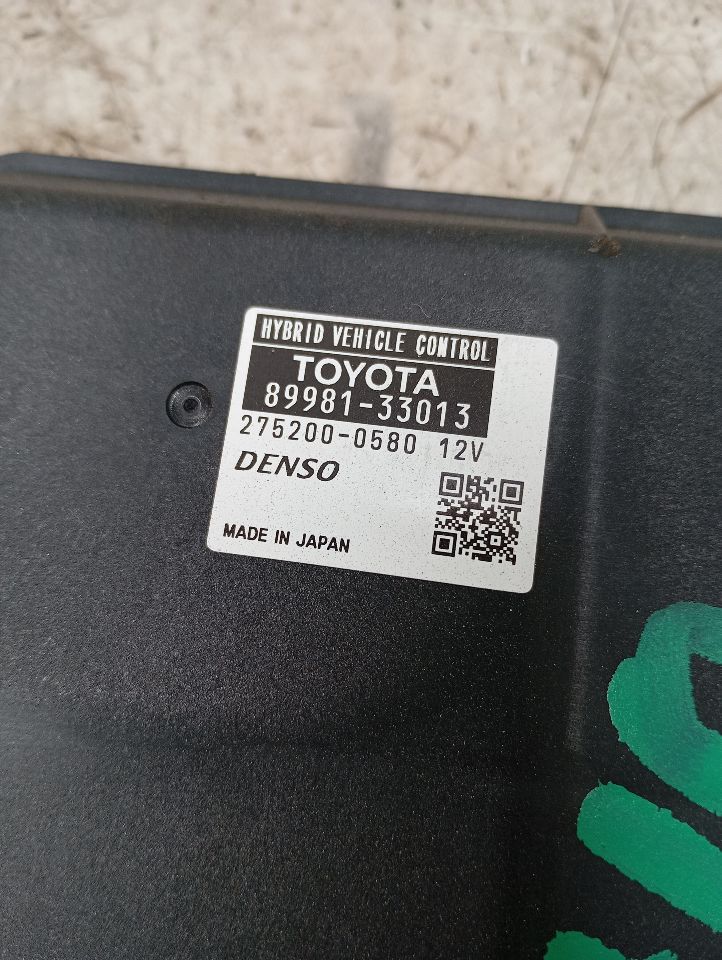 HYBRID VEHICLE CONTROL
TOYOTA
89981-33013
275200-0580 12V
DENSO
MADE IN JAPAN